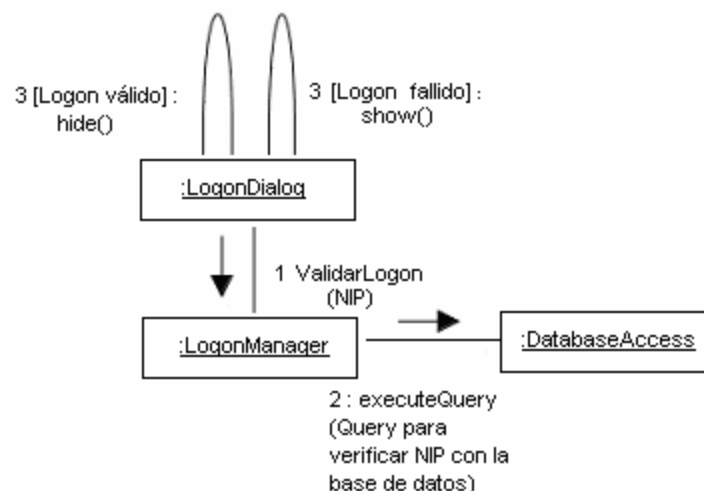 3 [Logon válido] :
hide()
3 [Logon fallido] :
show()
:LogonDialog
1 ValidarLogon
(NIP)
:LogonManager
:DatabaseAccess
2 : executeQuery
(Query para
verificar NIP con la
base de datos)